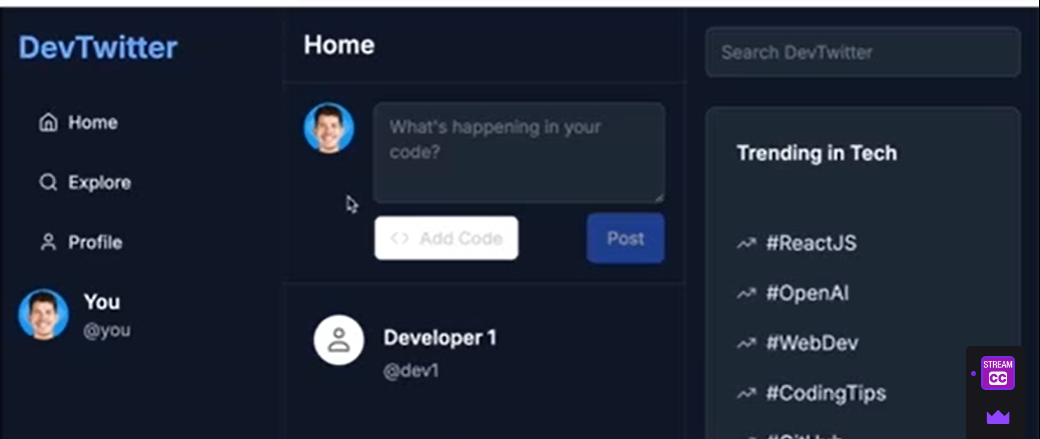 DevTwitter
Home
Explore
Profile
You
@you
Home
What's happening in your
code?
<> Add Code
Post
Developer 1
@dev1
Search DevTwitter
Trending in Tech
#ReactJS
#OpenAI
#WebDev
#CodingTips
STREAM
CC